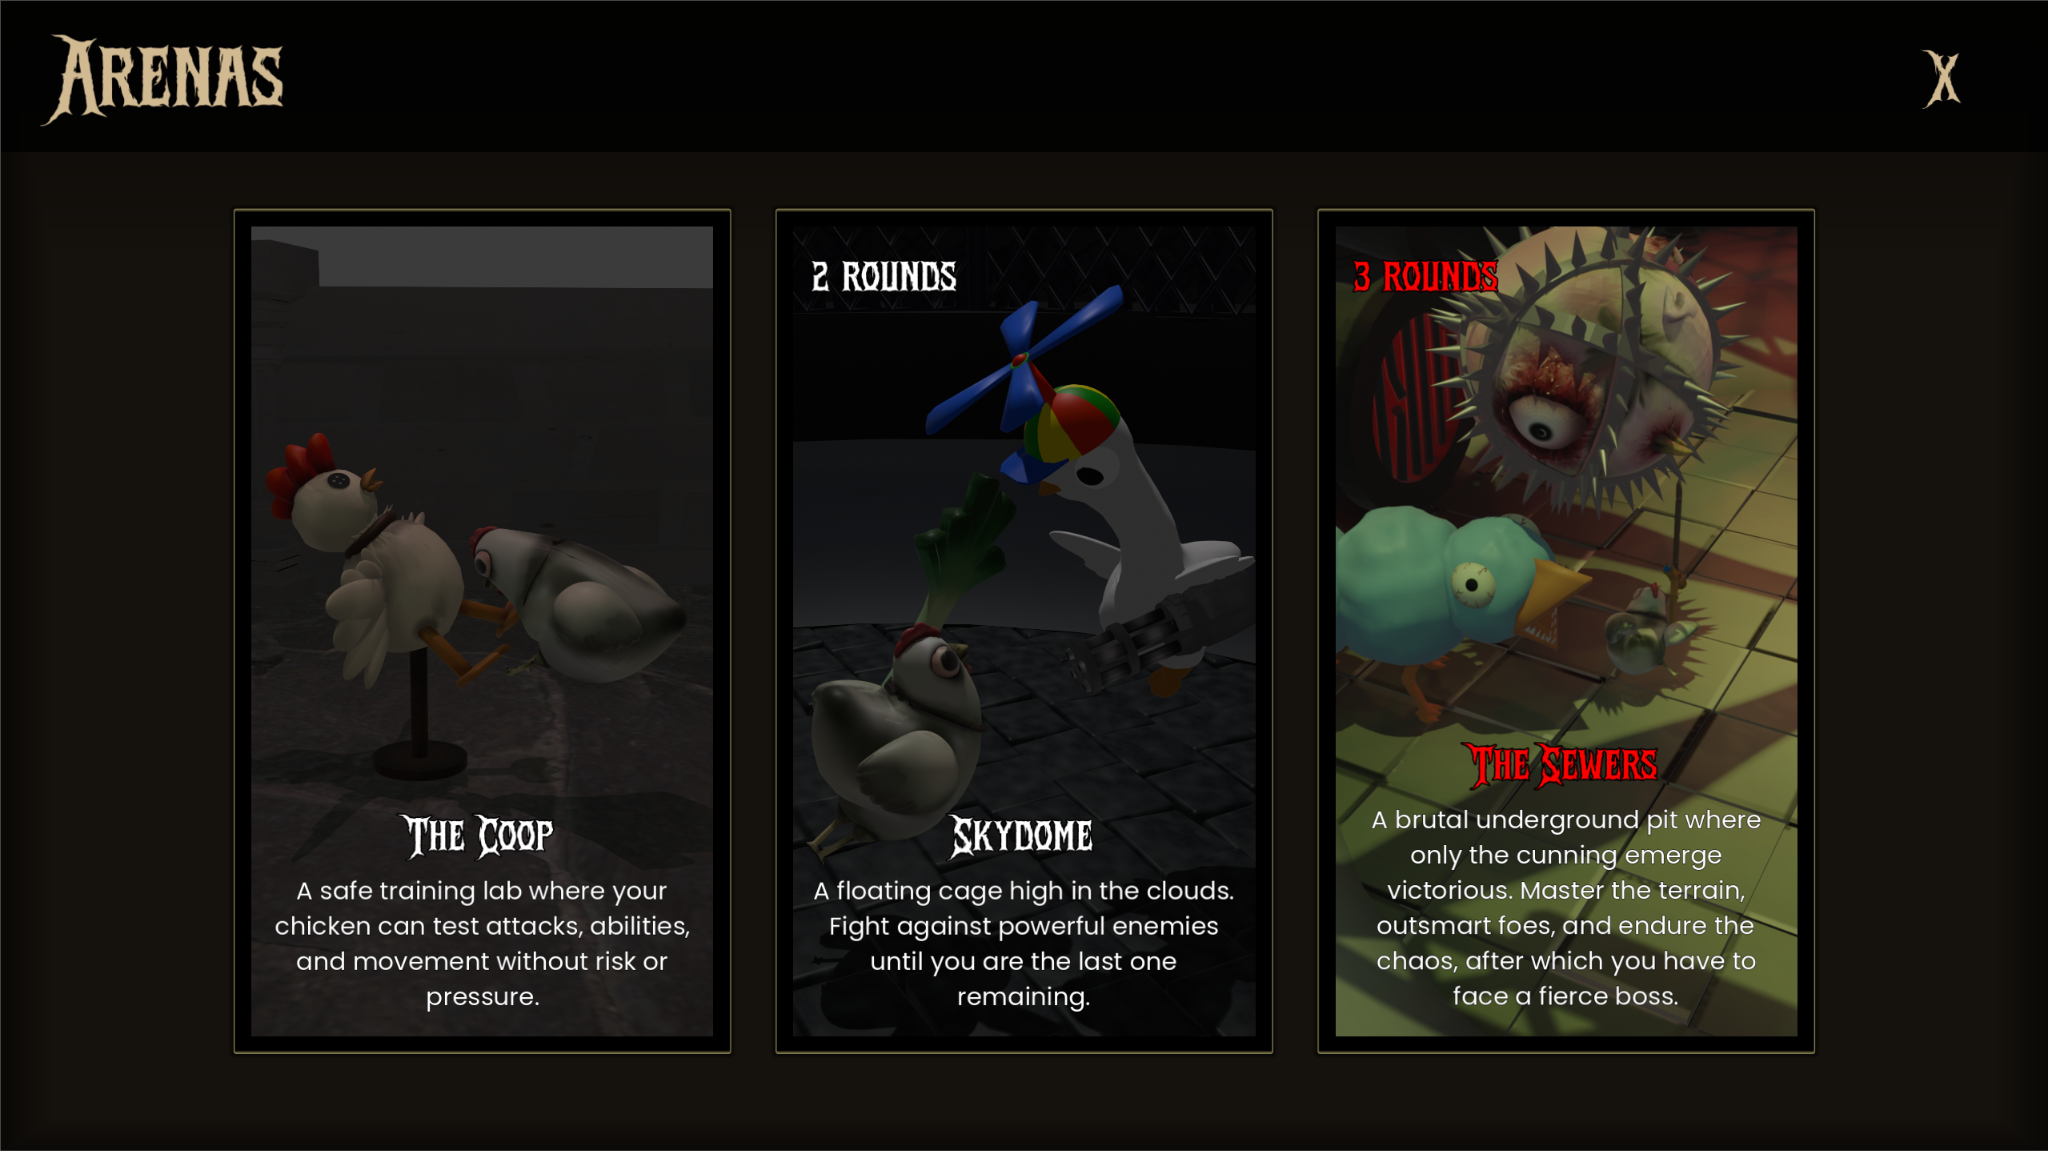 Arenas
X
The Coop
A safe training lab where your
chicken can test attacks, abilities,
and movement without risk or
pressure.
2 Rounds
Skydome
A floating cage high in the clouds.
Fight against powerful enemies
until you are the last one
remaining.
3 Rounds
The Sewers
A brutal underground pit where
only the cunning emerge
victorious. Master the terrain,
outsmart foes, and endure the
chaos, after which you have to
face a fierce boss.